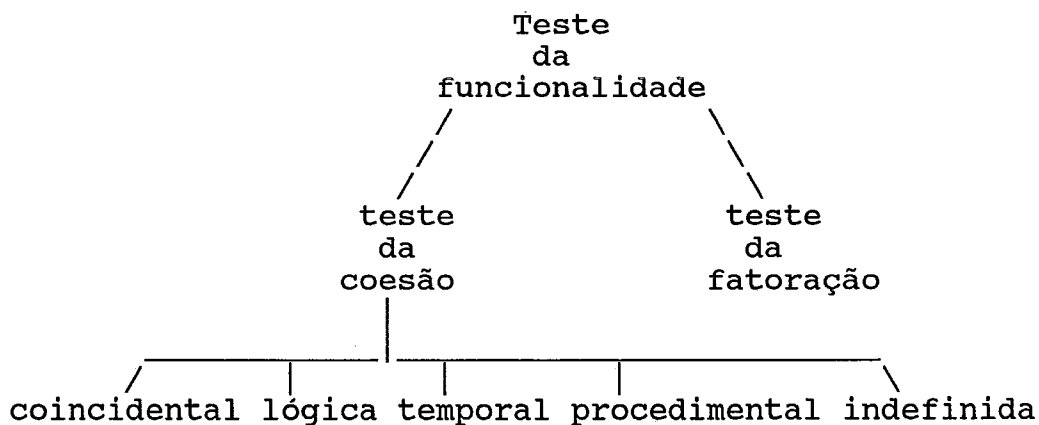 Teste
da
funcionalidade
teste teste
da da
coesão fatoração
coincidental lógica temporal procedimental indefinida